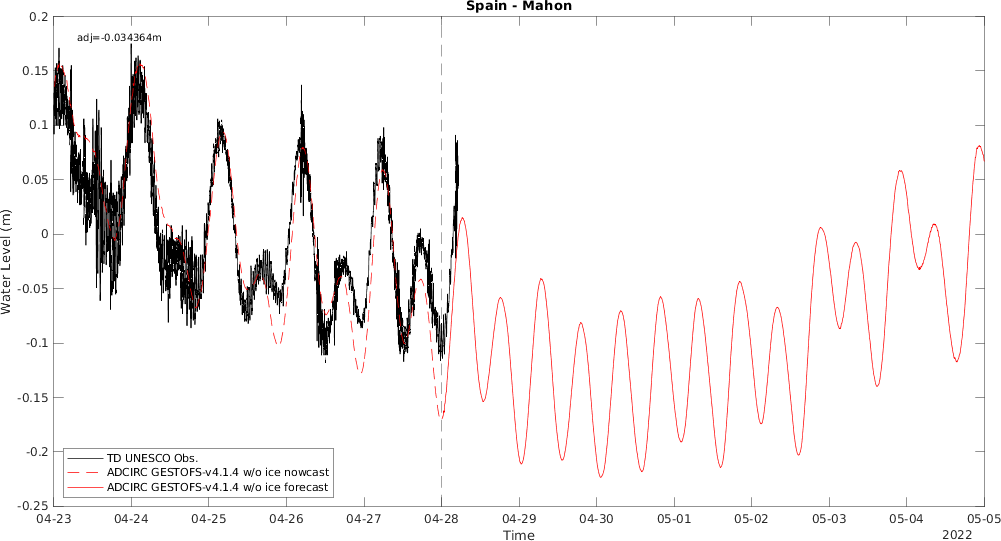 Spain - Mahon
adj=-0.034364m
0.2
0.15
0.1
0.05
0
-0.05
-0.1
-0.15
-0.2
-0.25
Water Level (m)
TD UNESCO Obs.
ADCIRC GESTOFS-v4.1.4 w/o ice nowcast
ADCIRC GESTOFS-v4.1.4 w/o ice forecast
04-23 04-24 04-25 04-26 04-27 04-28 04-29 04-30 05-01 05-02 05-03 05-04 05-05
Time
2022